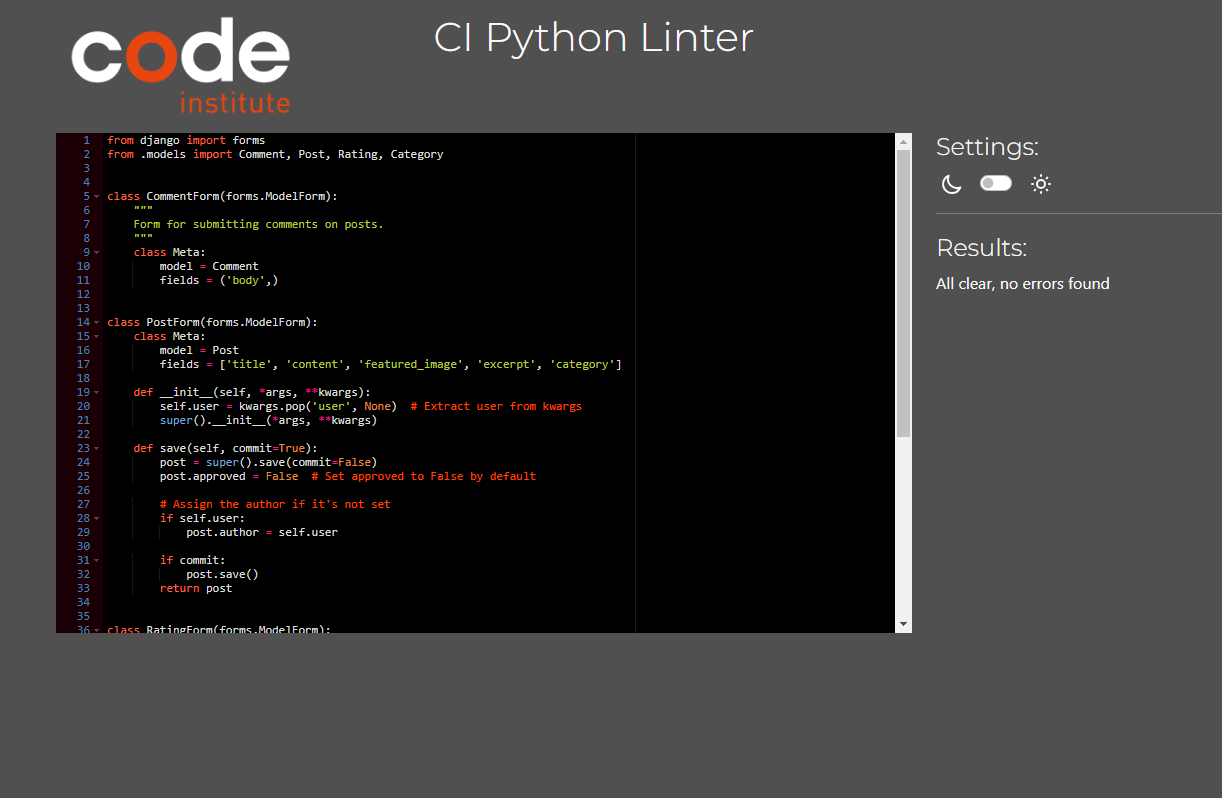 code
institute
CI Python Linter
1 from django import forms
2 from .models import Comment, Post, Rating, Category
3
4
5 class CommentForm(forms.ModelForm):
6     """
7     Form for submitting comments on posts.
8     """
9     class Meta:
10         model = Comment
11         fields = ('body',)
12
13
14 class PostForm(forms.ModelForm):
15     class Meta:
16         model = Post
17         fields = ['title', 'content', 'featured_image', 'excerpt', 'category']
18
19     def __init__(self, *args, **kwargs):
20         self.user = kwargs.pop('user', None)  # Extract user from kwargs
21         super().__init__(*args, **kwargs)
22
23     def save(self, commit=True):
24         post = super().save(commit=False)
25         post.approved = False  # Set approved to False by default
26
27         # Assign the author if it's not set
28         if self.user:
29             post.author = self.user
30
31         if commit:
32             post.save()
33         return post
34
35
36 class RatingForm(forms.ModelForm):
Settings:
Results:
All clear, no errors found